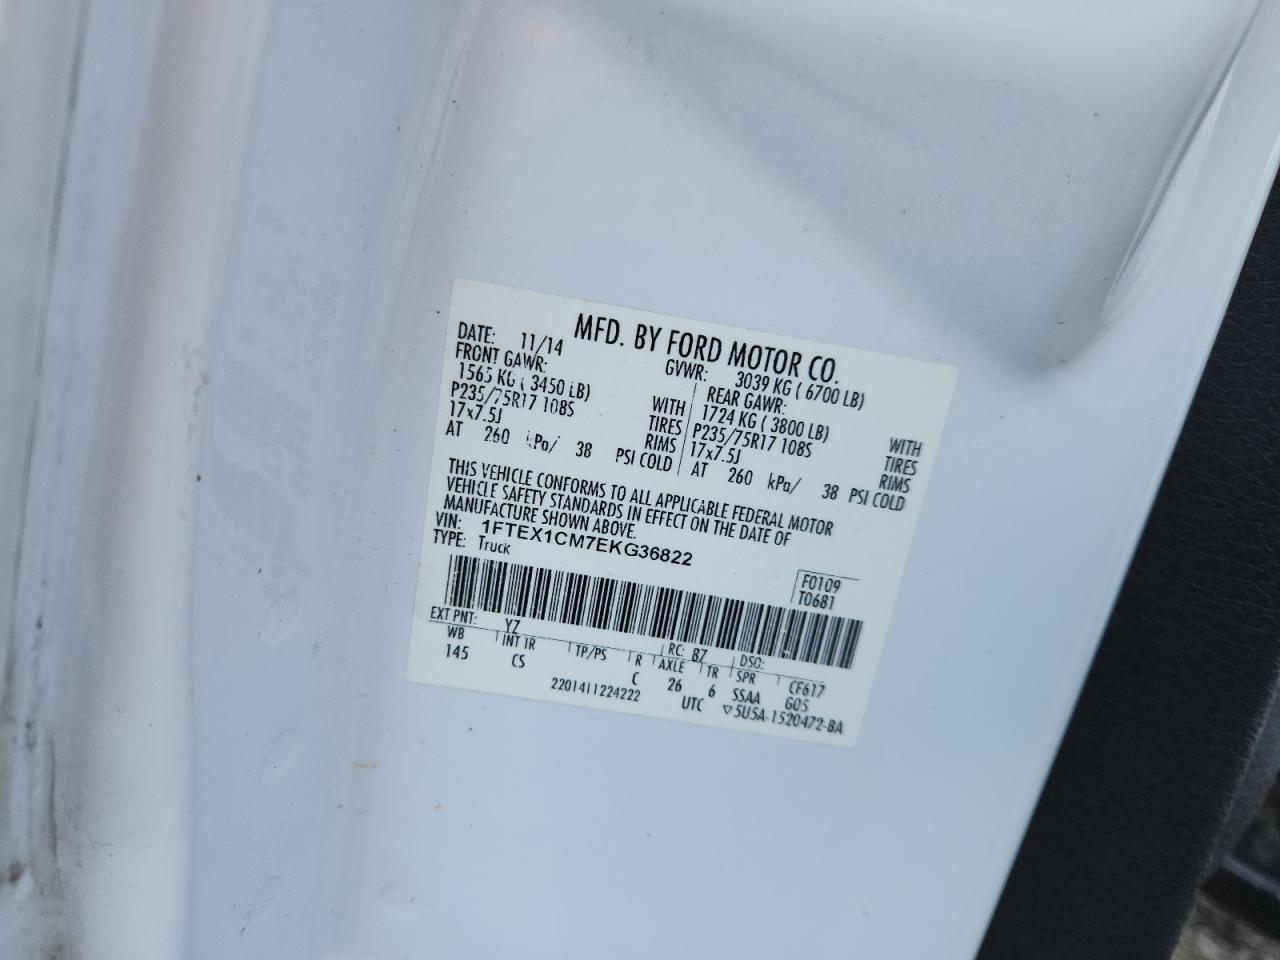 MFD. BY FORD MOTOR CO.
DATE: 11/14 GVWR: 3039 KG ( 6700 LB)
FRONT GAWR: REAR GAWR:
1565 KG ( 3450 LB) WITH 1724 KG ( 3800 LB) WITH
P235/75R17 108S TIRES P235/75R17 108S TIRES
17x7.5J RIMS 17x7.5J RIMS
AT 260 kPa/ 38 PSI COLD AT 260 kPa/ 38 PSI COLD
THIS VEHICLE CONFORMS TO ALL APPLICABLE FEDERAL MOTOR
VEHICLE SAFETY STANDARDS IN EFFECT ON THE DATE OF
MANUFACTURE SHOWN ABOVE.
VIN: 1FTEX1CM7EKG36822
TYPE: Truck
F0109
T0681
EXT PNT: YZ RC: 87 DSO:
WB INT TR TP/PS R AXLE TR SPR CF617
145 CS C 26 6 SSAA G05
2201411224222 UTC ▽5U5A-1520472-BA